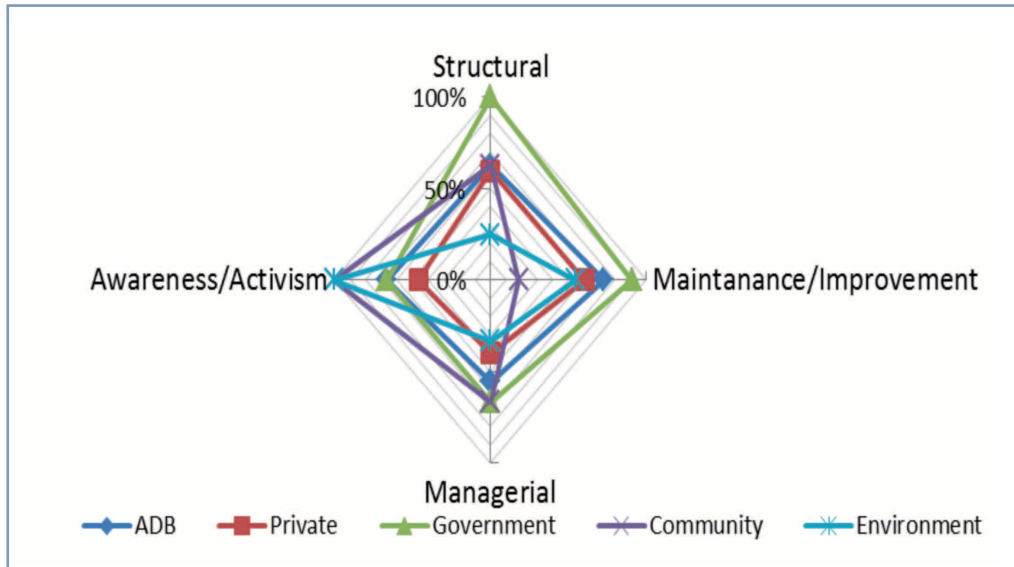 Structural
100%
50%
Awareness/Activism 0% Maintanance/Improvement
Managerial
ADB Private Government Community Environment